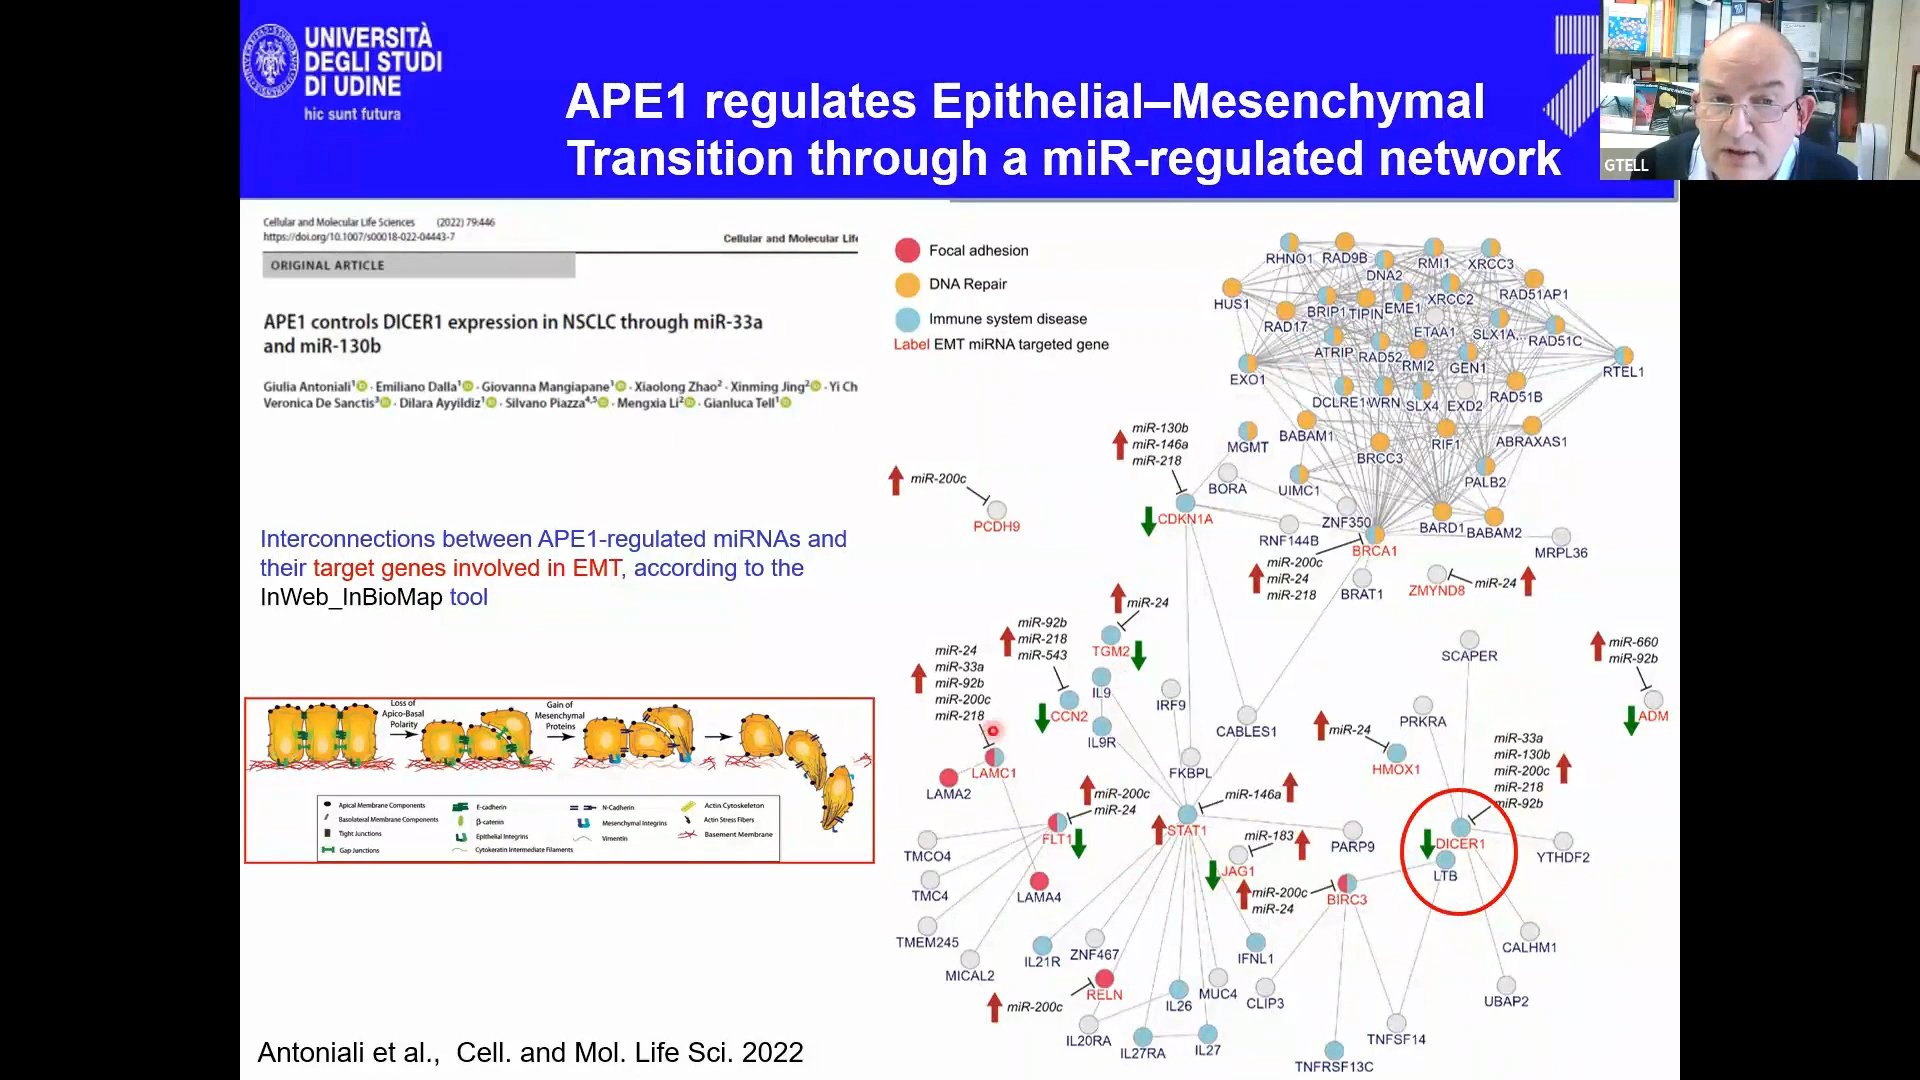 UNIVERSITÀ
DEGLI STUDI
DI UDINE
hic sunt futura
APE1 regulates Epithelial–Mesenchymal
Transition through a miR-regulated network
GTELL
Cellular and Molecular Life Sciences (2022) 79:446
https://doi.org/10.1007/s00018-022-04443-7
Cellular and Molecular Life
ORIGINAL ARTICLE
APE1 controls DICER1 expression in NSCLC through miR-33a
and miR-130b
Giulia Antoniali1 · Emiliano Dalla1 · Giovanna Mangiapane1 · Xiaolong Zhao2 · Xinming Jing2 · Yi Ch
Veronica De Sanctis3 · Dilara Ayyildiz1 · Silvano Piazza4,5 · Mengxia Li2 · Gianluca Tell1
Interconnections between APE1-regulated miRNAs and
their target genes involved in EMT, according to the
InWeb_InBioMap tool
Loss of
Apico-Basal
Polarity
Gain of
Mesenchymal
Proteins
Apical Membrane Components
Basolateral Membrane Components
Tight Junctions
Gap Junctions
E-cadherin
β-catenin
Epithelial Integrins
Cytokeratin Intermediate Filaments
N-Cadherin
Mesenchymal Integrins
Vimentin
Actin Cytoskeleton
Actin Stress Fibers
Basement Membrane
Antoniali et al., Cell. and Mol. Life Sci. 2022
Focal adhesion
DNA Repair
Immune system disease
Label EMT miRNA targeted gene
RHNO1
RAD9B
DNA2
RMI1
XRCC3
HUS1
RAD17
BRIP1
TIPIN
EME1
XRCC2
RAD51AP1
ETAA1
SLX1A...
RAD51C
ATRIP
RAD52
RMI2
GEN1
RTEL1
EXO1
DCLRE1
WRN
SLX4
EXD2
RAD51B
MGMT
BABAM1
BRCC3
RIF1
ABRAXAS1
BORA
UIMC1
PALB2
ZNF350
BARD1
BABAM2
RNF144B
BRCA1
MRPL36
BRAT1
miR-200c
miR-24
miR-218
ZMYND8
miR-24
miR-130b
miR-146a
miR-218
CDKN1A
miR-200c
PCDH9
miR-24
TGM2
miR-92b
miR-218
miR-543
CCN2
IL9
IL9R
miR-24
miR-33a
miR-92b
miR-200c
miR-218
LAMC1
LAMA2
IRF9
CABLES1
FKBPL
SCAPER
PRKRA
miR-660
miR-92b
ADM
miR-24
HMOX1
miR-33a
miR-130b
miR-200c
miR-218
miR-92b
DICER1
LTB
YTHDF2
miR-200c
miR-24
FLT1
miR-146a
STAT1
miR-183
JAG1
PARP9
miR-200c
miR-24
BIRC3
TMCO4
TMC4
LAMA4
TMEM245
MICAL2
IL21R
ZNF467
miR-200c
RELN
IL26
MUC4
IFNL1
CLIP3
IL20RA
IL27RA
IL27
TNFRSF13C
TNFSF14
CALHM1
UBAP2